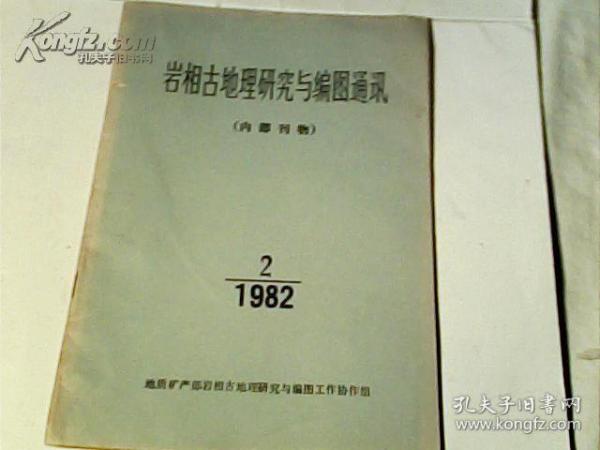 Kongfz.com
孔夫子旧书网
岩相古地理研究与编图通讯
(内部刊物)
2
1982
地质矿产部岩相古地理研究与编图工作协作组
孔夫子旧书网
www.kongfz.com